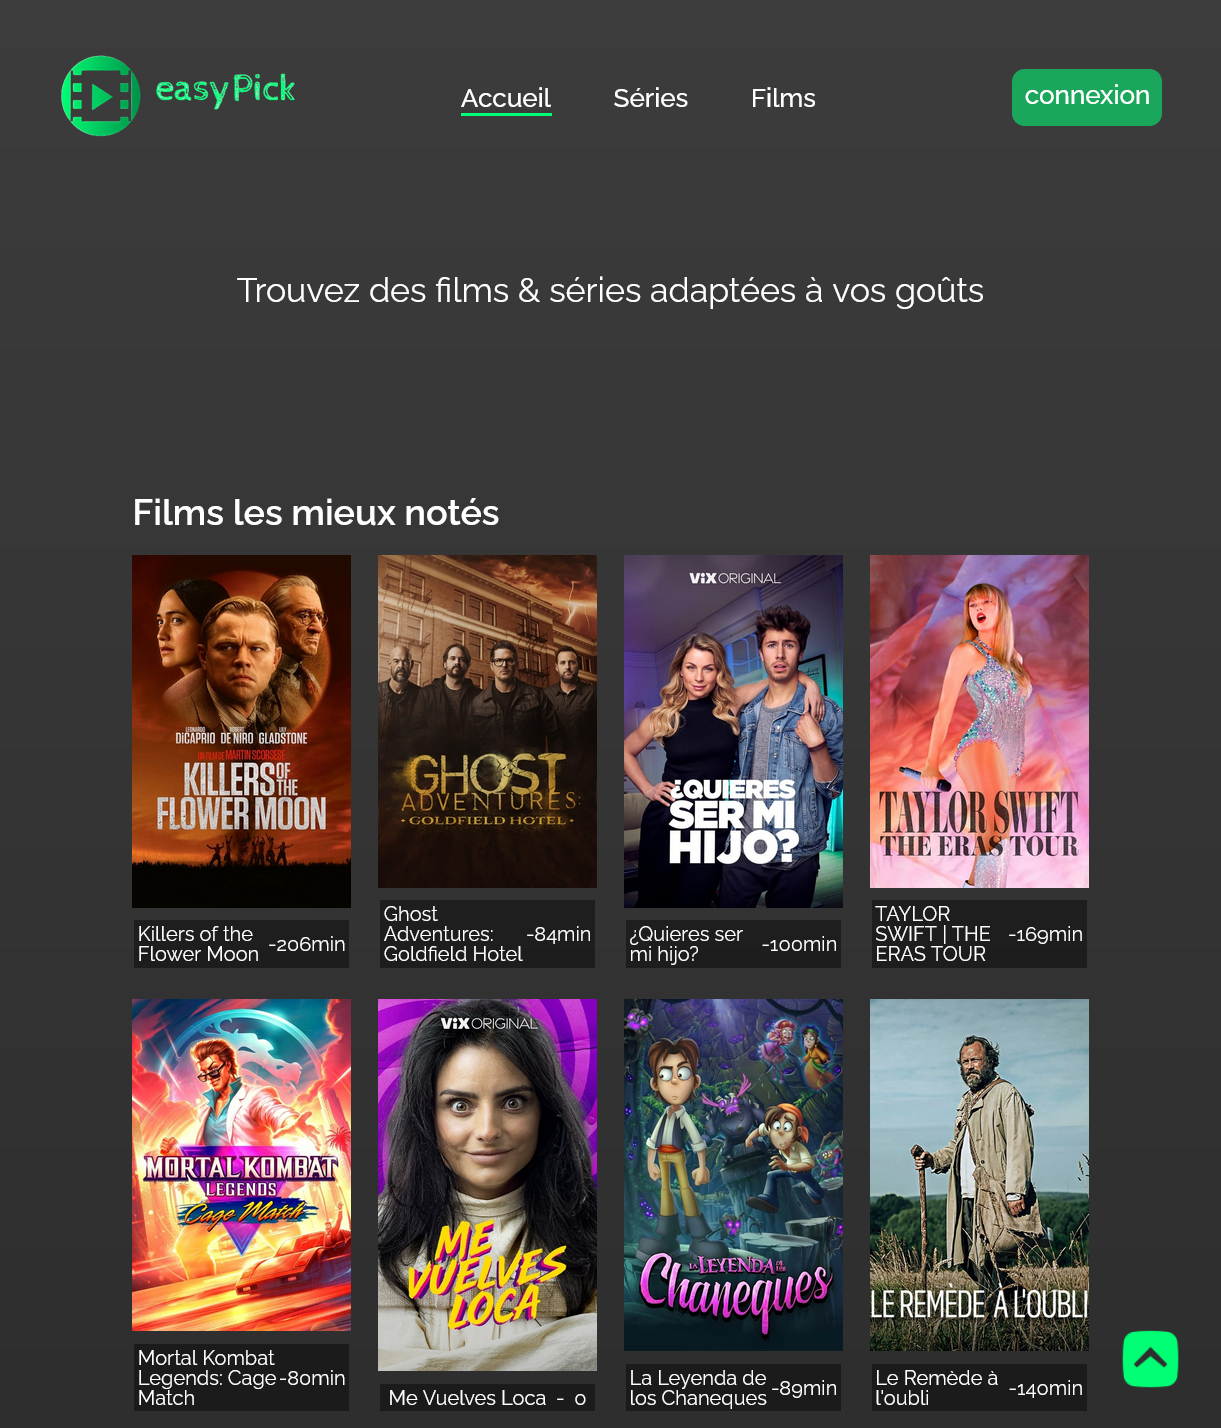 easyPick
Accueil
Séries
Films
connexion
Trouvez des films & séries adaptées à vos goûts
Films les mieux notés
LEONARDO ROBERT LILY
DiCAPRIO DE NIRO GLADSTONE
UN FILM DE MARTIN SCORSESE
KILLERS OF
THE
FLOWER MOON
Killers of the
Flower Moon
-206min
GHOST
ADVENTURES:
• GOLDFIELD HOTEL •
Ghost
Adventures:
Goldfield Hotel
-84min
ViX ORIGINAL
¿QUIERES
SER MI
HIJO?
¿Quieres ser
mi hijo?
-100min
TAYLOR SWIFT
THE ERAS TOUR
TAYLOR
SWIFT | THE
ERAS TOUR
-169min
MORTAL KOMBAT
LEGENDS
Cage Match
Mortal Kombat
Legends: Cage
Match
-80min
ViX ORIGINAL
ME
VUELVES
LOCA
Me Vuelves Loca - 0
LA LEYENDA DE LOS
Chaneques
La Leyenda de
los Chaneques
-89min
LE REMÈDE À L'OUBLI
Le Remède à
l'oubli
-140min